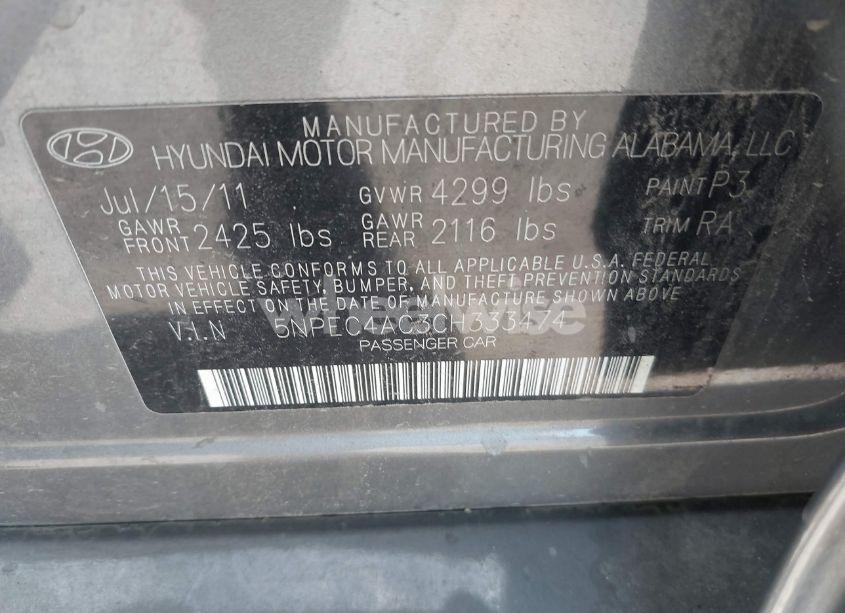 MANUFACTURED BY
HYUNDAI MOTOR MANUFACTURING ALABAMA, LLC
Jul/15/11 GVWR 4299 lbs PAINT P3
GAWR FRONT 2425 lbs GAWR REAR 2116 lbs TRIM RA
THIS VEHICLE CONFORMS TO ALL APPLICABLE U.S.A. FEDERAL
MOTOR VEHICLE SAFETY, BUMPER, AND THEFT PREVENTION STANDARDS
IN EFFECT ON THE DATE OF MANUFACTURE SHOWN ABOVE
V.I.N 5NPEC4AC3CH333474
PASSENGER CAR
wheelwise